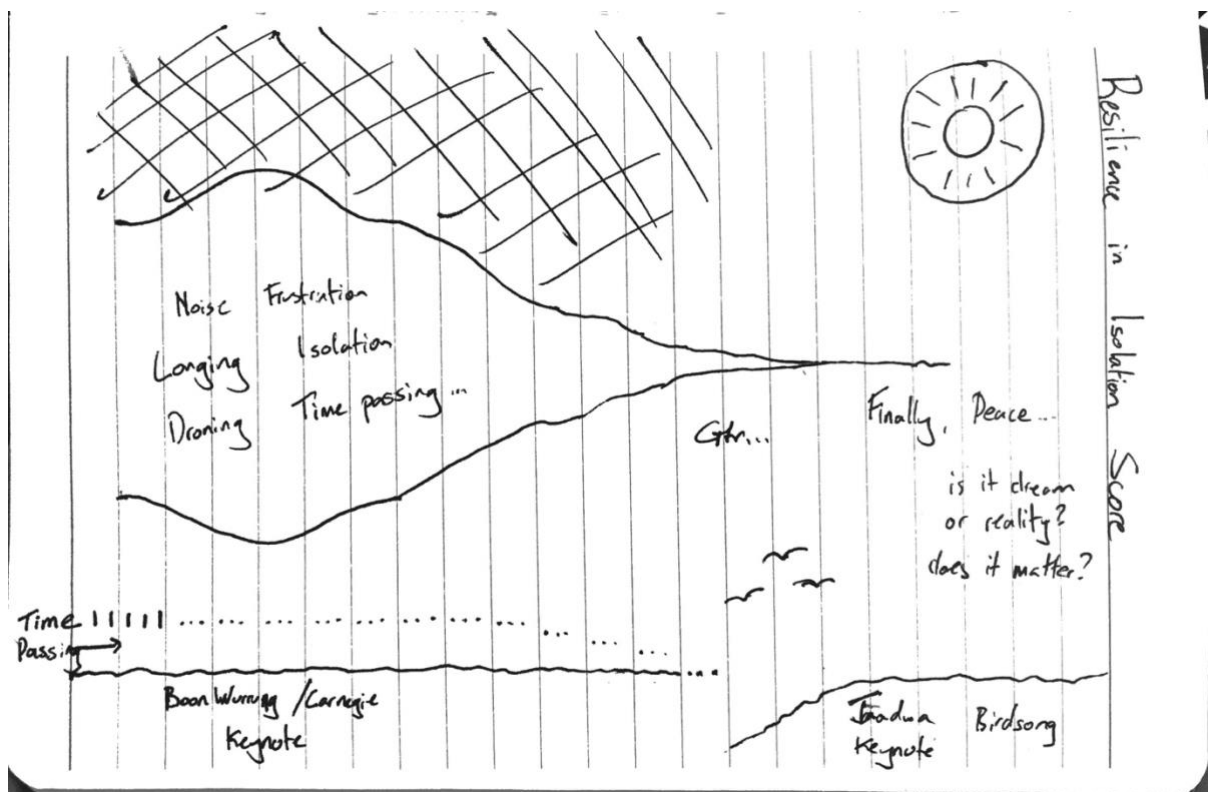 Resilience in Isolation Score
Noise Frustration
Longing Isolation
Droning Time passing...
Gtr...
Finally, Peace...
is it dream
or reality?
does it matter?
Time
Passing
Boon Wurrung / Carnegie
Keynote
Birdsong
Keynote